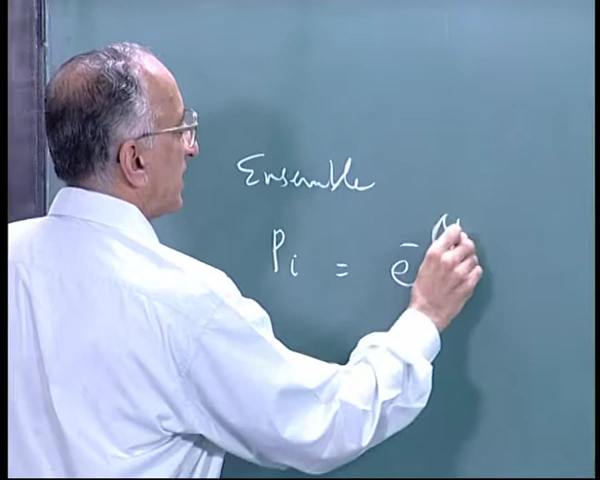 Ensemble
Pi = e-